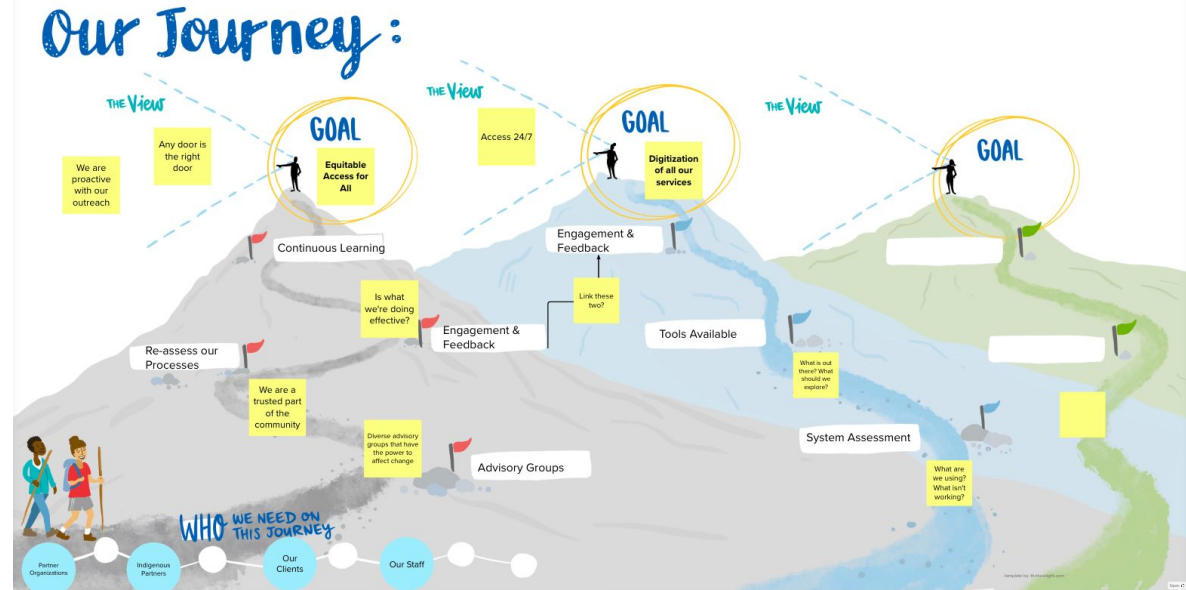 Our Journey:
THE View
We are
proactive
with our
outreach
Any door is
the right
door
GOAL
Equitable
Access for
All
Continuous Learning
Is what
we're doing
effective?
Engagement &
Feedback
Re-assess our
Processes
We are a
trusted part
of the
community
Diverse advisory
groups that have
the power to
affect change
Advisory Groups
THE View
Access 24/7
GOAL
Digitization
of all our
services
Engagement &
Feedback
Link these
two?
Tools Available
What is out
there? What
should we
explore?
System Assessment
What are
we using?
What isn't
working?
THE View
GOAL
WHO WE NEED ON
THIS JOURNEY
Partner
Organizations
Indigenous
Partners
Our
Clients
Our Staff
template by